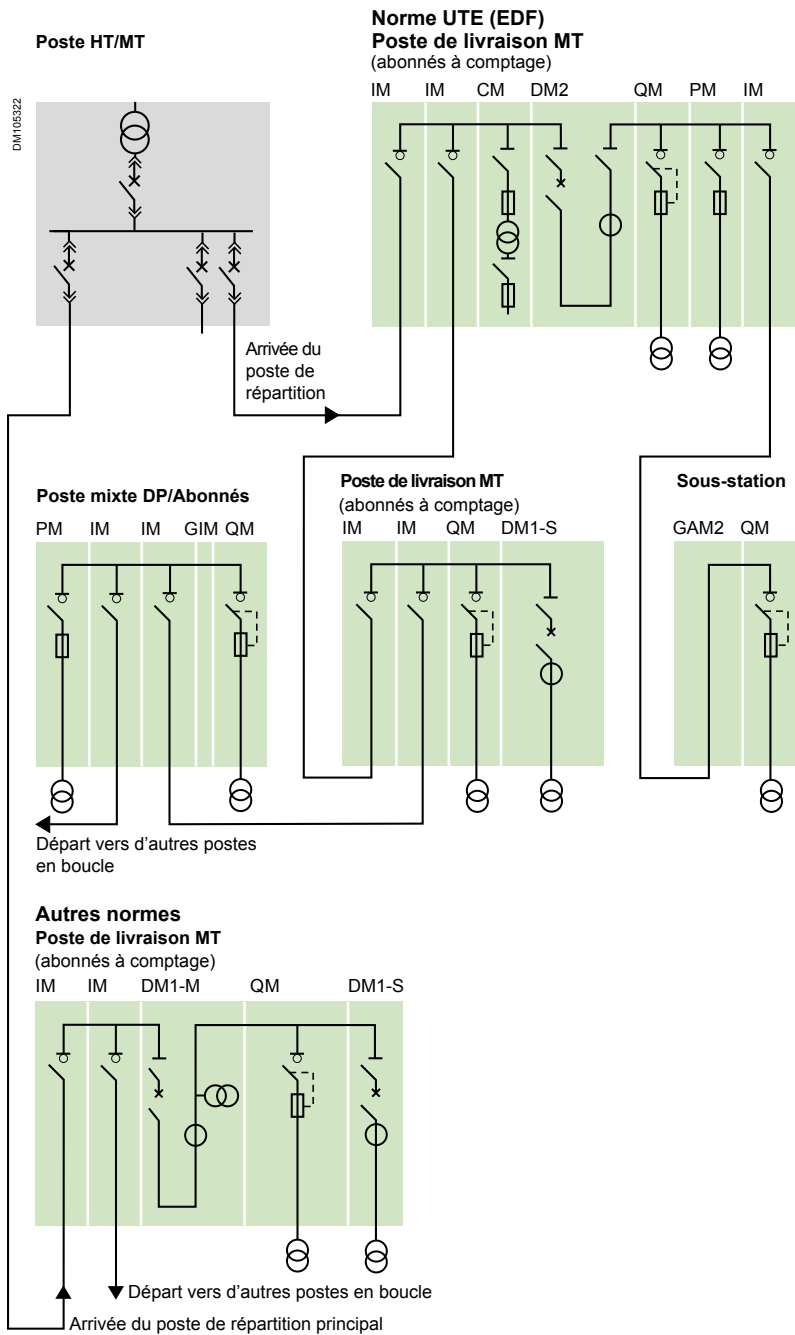 Poste HT/MT
DM105322
Norme UTE (EDF)
Poste de livraison MT
(abonnés à comptage)
IM IM CM DM2 QM PM IM
Arrivée du
poste de
répartition
Poste mixte DP/Abonnés
PM IM IM GIM QM
Départ vers d'autres postes
en boucle
Poste de livraison MT
(abonnés à comptage)
IM IM QM DM1-S
Sous-station
GAM2 QM
Autres normes
Poste de livraison MT
(abonnés à comptage)
IM IM DM1-M QM DM1-S
Départ vers d'autres postes en boucle
Arrivée du poste de répartition principal